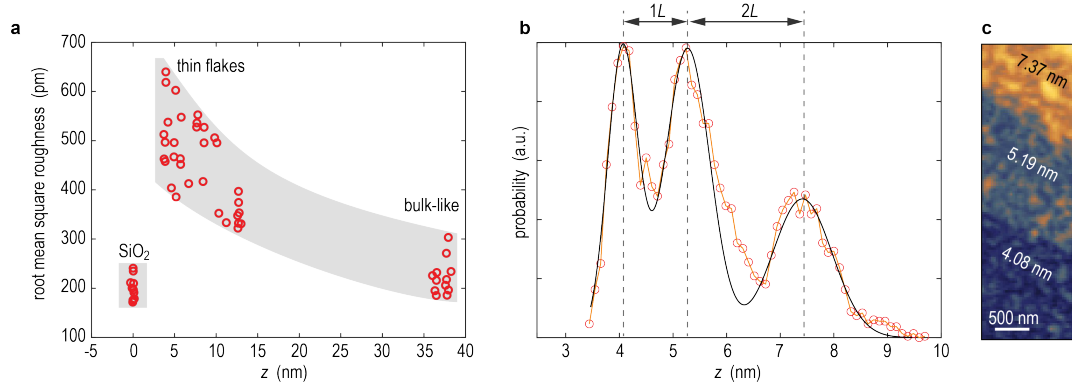 a
700
600
500
400
300
200
100
root mean square roughness (pm)
thin flakes
bulk-like
SiO₂
-5 0 5 10 15 20 25 30 35 40
z (nm)
b
1L 2L
probability (a.u.)
3 4 5 6 7 8 9 10
z (nm)
c
7.37 nm
5.19 nm
4.08 nm
500 nm